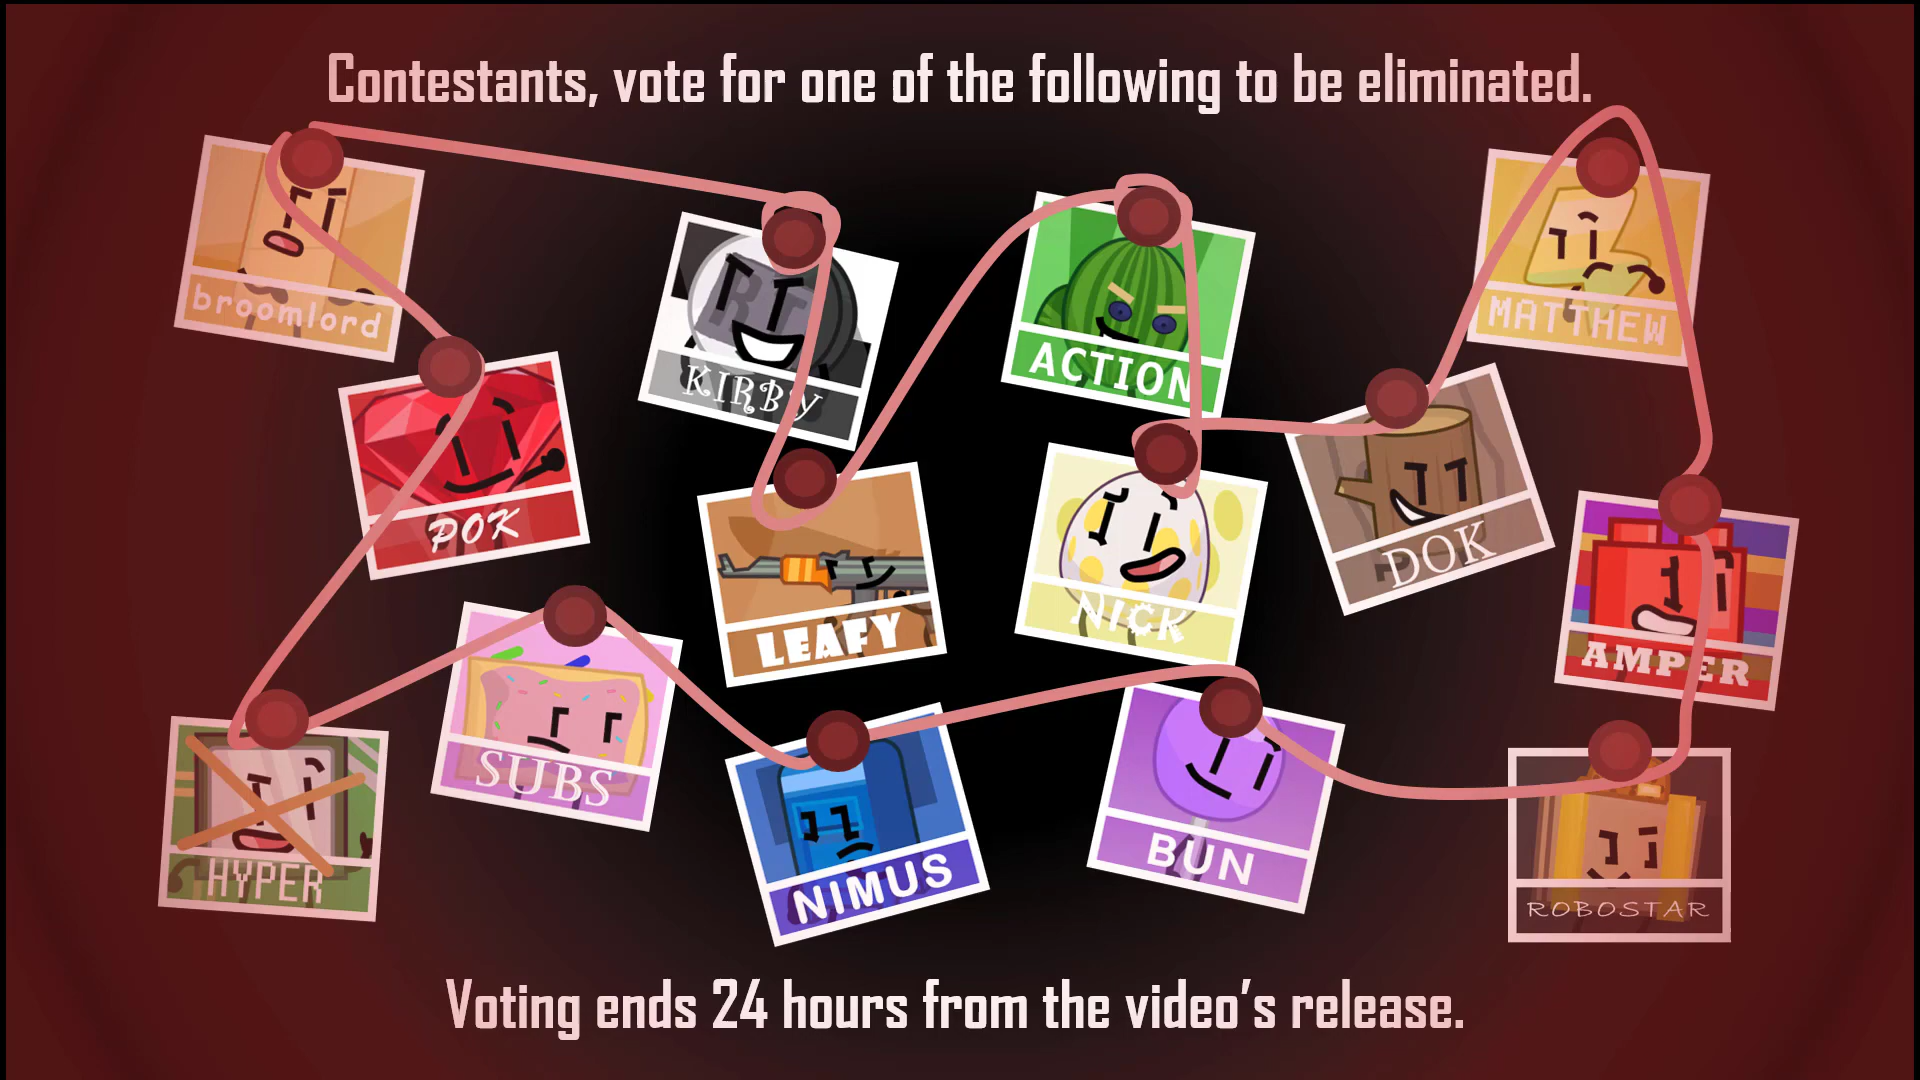 Contestants, vote for one of the following to be eliminated.
broomlord
KIRBY
ACTION
MATTHEW
POK
LEAFY
NICK
DOK
AMPER
HYPER
SUBS
NIMUS
BUN
ROBOSTAR
Voting ends 24 hours from the video's release.